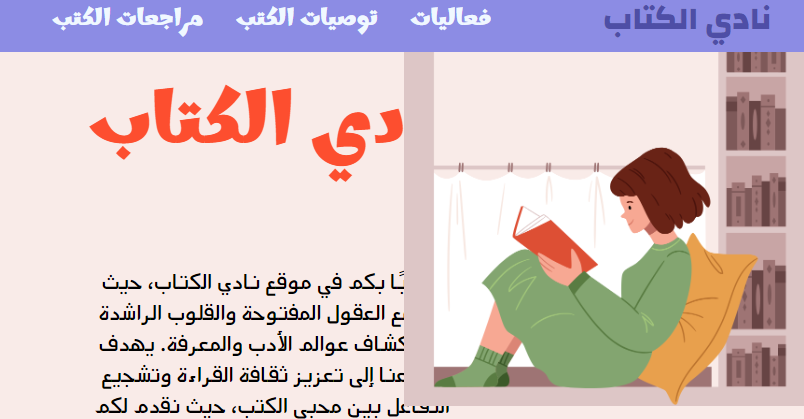 نادي الكتاب
فعاليات
توصيات الكتب
مراجعات الكتب
دي الكتاب
بكم في موقع نادي الكتاب، حيث
العقول المفتوحة والقلوب الراشدة
كشاف عوالم الأدب والمعرفة. يهدف
عنا إلى تعزيز ثقافة القراءة وتشجيع
التفاعل بين محبي الكتب، حيث نقدم لكم